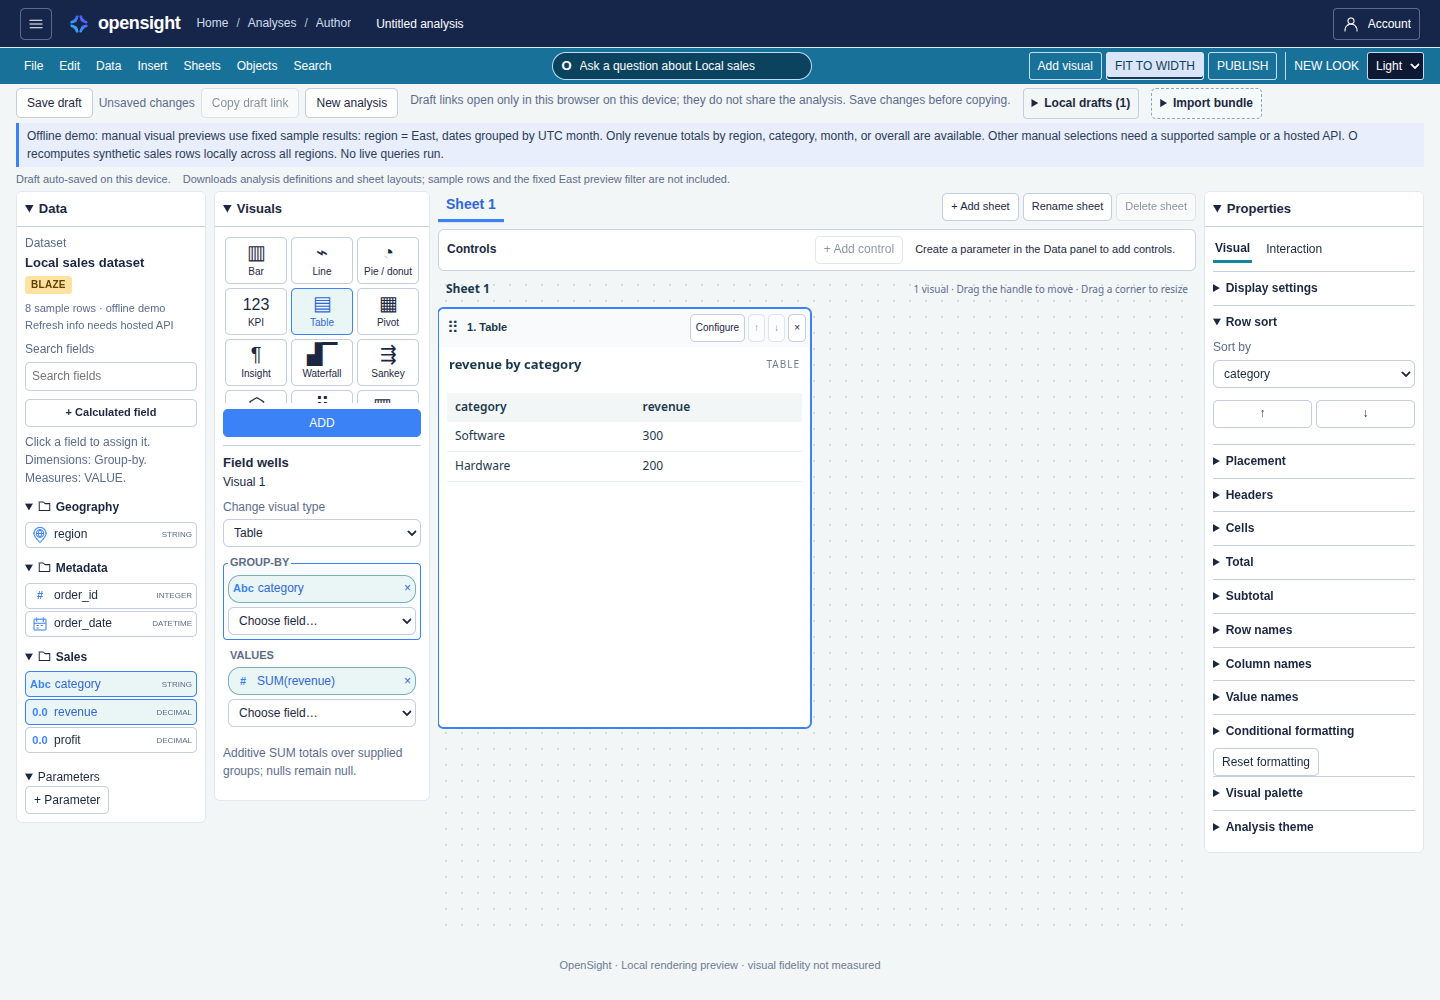 opensight
Home / Analyses / Author
Untitled analysis
Account
File Edit Data Insert Sheets Objects Search
O Ask a question about Local sales
Add visual FIT TO WIDTH PUBLISH NEW LOOK Light
Save draft Unsaved changes Copy draft link New analysis
Draft links open only in this browser on this device; they do not share the analysis. Save changes before copying.
Local drafts (1) Import bundle
Offline demo: manual visual previews use fixed sample results: region = East, dates grouped by UTC month. Only revenue totals by region, category, month, or overall are available. Other manual selections need a supported sample or a hosted API. O
recomputes synthetic sales rows locally across all regions. No live queries run.
Draft auto-saved on this device. Downloads analysis definitions and sheet layouts; sample rows and the fixed East preview filter are not included.
Data
Dataset
Local sales dataset
BLAZE
8 sample rows · offline demo
Refresh info needs hosted API
Search fields
Search fields
+ Calculated field
Click a field to assign it.
Dimensions: Group-by.
Measures: VALUE.
Geography
region STRING
Metadata
# order_id INTEGER
order_date DATETIME
Sales
Abc category STRING
0.0 revenue DECIMAL
0.0 profit DECIMAL
Parameters
+ Parameter
Visuals
Bar Line Pie / donut
123
KPI Table Pivot
¶
Insight Waterfall Sankey
ADD
Field wells
Visual 1
Change visual type
Table
GROUP-BY
Abc category ×
Choose field…
VALUES
# SUM(revenue) ×
Choose field…
Additive SUM totals over supplied
groups; nulls remain null.
Sheet 1
+ Add sheet Rename sheet Delete sheet
Controls
+ Add control Create a parameter in the Data panel to add controls.
Sheet 1
1 visual · Drag the handle to move · Drag a corner to resize
1. Table
Configure ↑ ↓ ×
revenue by category TABLE
category revenue
Software 300
Hardware 200
Properties
Visual Interaction
Display settings
Row sort
Sort by
category
↑ ↓
Placement
Headers
Cells
Total
Subtotal
Row names
Column names
Value names
Conditional formatting
Reset formatting
Visual palette
Analysis theme
OpenSight · Local rendering preview · visual fidelity not measured